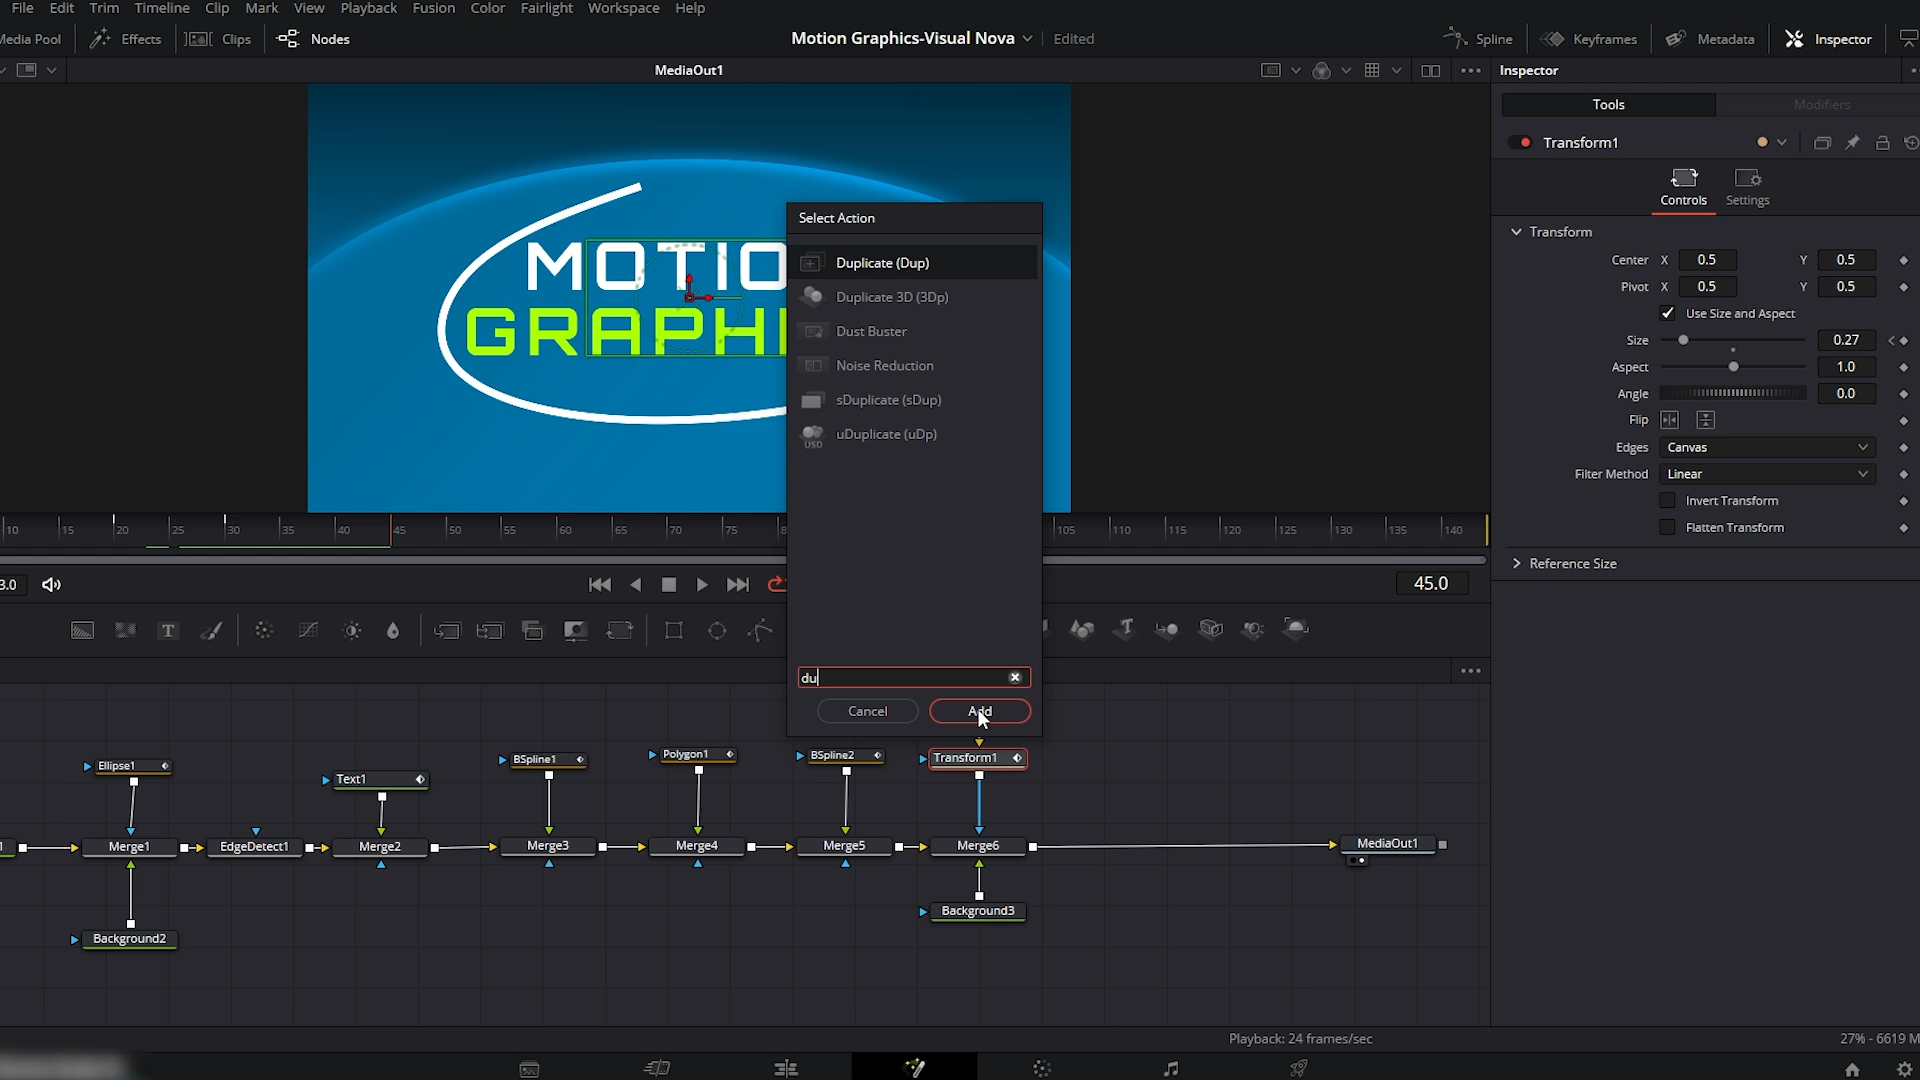 File Edit Trim Timeline Clip Mark View Playback Fusion Color Fairlight Workspace Help
Media Pool Effects Clips Nodes Motion Graphics-Visual Nova Edited Spline Keyframes Metadata Inspector
MediaOut1 Inspector
Tools Modifiers
Transform1
Controls Settings
Transform
Center X 0.5 Y 0.5
Pivot X 0.5 Y 0.5
Use Size and Aspect
Size 0.27
Aspect 1.0
Angle 0.0
Flip
Edges Canvas
Filter Method Linear
Invert Transform
Flatten Transform
Reference Size
MOTIO
GRAPHI
Select Action
Duplicate (Dup)
Duplicate 3D (3Dp)
Dust Buster
Noise Reduction
sDuplicate (sDup)
uDuplicate (uDp)
USD
du
Cancel Add
10 15 20 25 30 35 40 45 50 55 60 65 70 75 105 110 115 120 125 130 135 140
3.0 45.0
T T
Ellipse1 Text1 BSpline1 Polygon1 BSpline2 Transform1
1 Merge1 EdgeDetect1 Merge2 Merge3 Merge4 Merge5 Merge6 MediaOut1
Background2 Background3
Playback: 24 frames/sec 27% - 6619 M